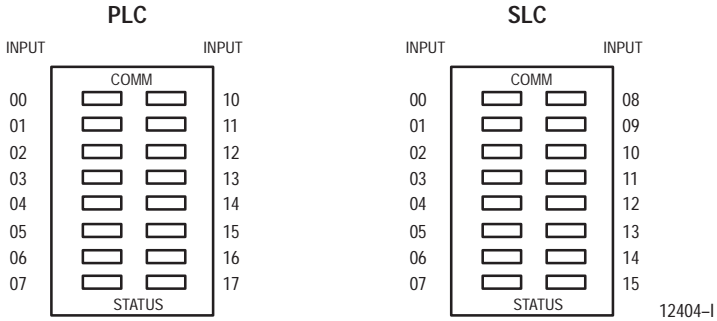 PLC SLC
INPUT INPUT INPUT INPUT
COMM COMM
00 10 00 08
01 11 01 09
02 12 02 10
03 13 03 11
04 14 04 12
05 15 05 13
06 16 06 14
07 17 07 15
STATUS STATUS
12404–I